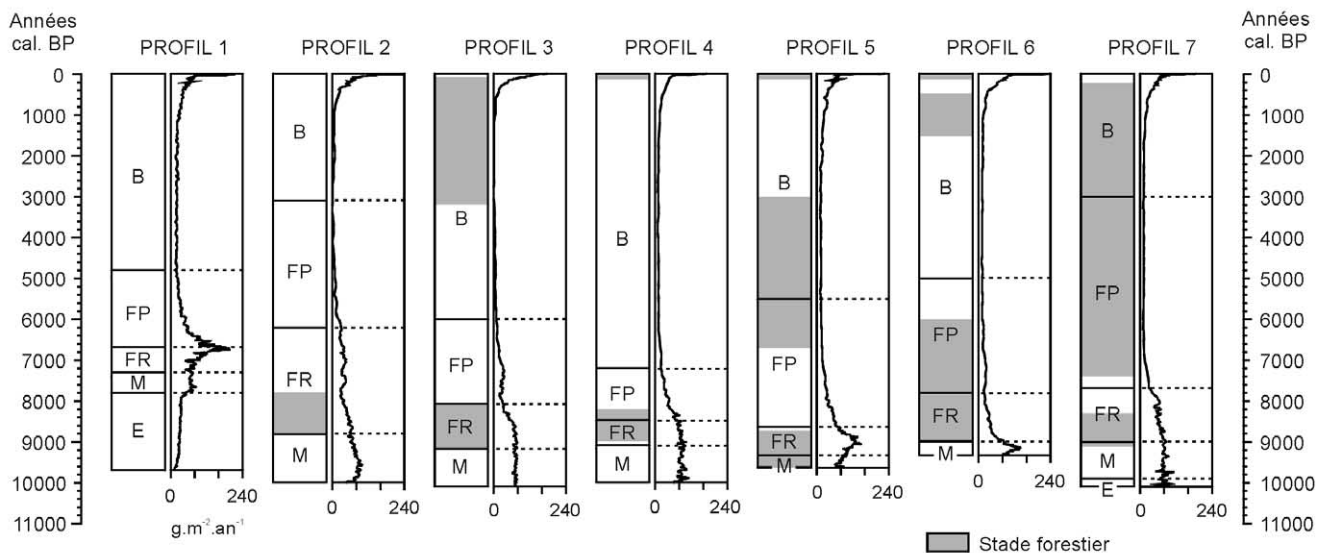 Années Années
cal. BP PROFIL 1 PROFIL 2 PROFIL 3 PROFIL 4 PROFIL 5 PROFIL 6 PROFIL 7 cal. BP
0 0
1000 B B 1000
2000 2000
B B B
3000 3000
B B
4000 B 4000
5000 5000
FP FP FP
6000 6000
FP
7000 FR FP FP 7000
M FR FP
8000 FR FR 8000
E FR FR FR
9000 M M M M M 9000
M
10000 E 10000
0 240 0 240 0 240 0 240 0 240 0 240 0 240
11000 g.m⁻².an⁻¹ 11000
Stade forestier